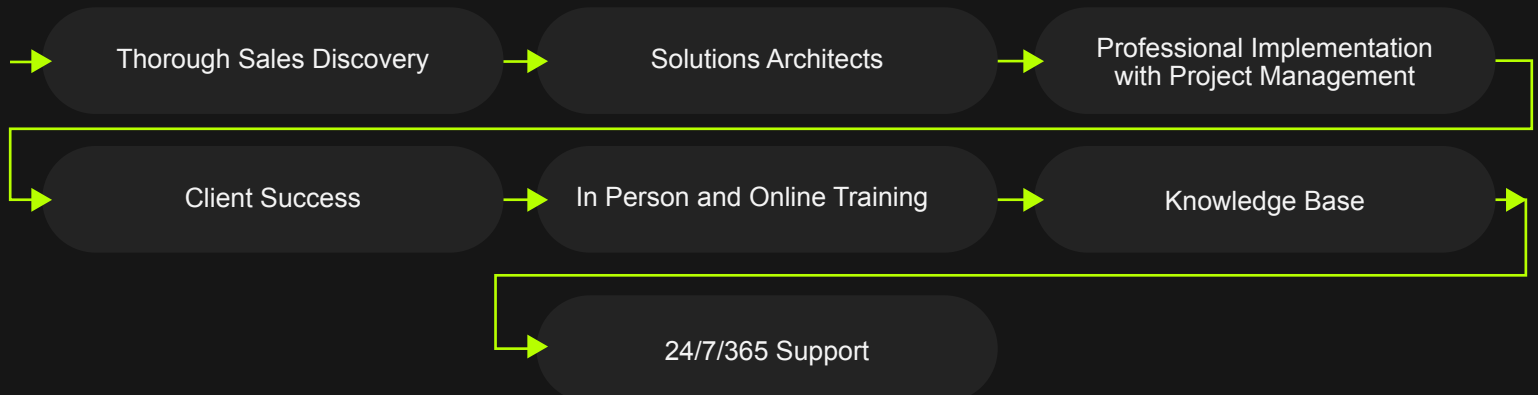 Thorough Sales Discovery
Solutions Architects
Professional Implementation
with Project Management
Client Success
In Person and Online Training
Knowledge Base
24/7/365 Support